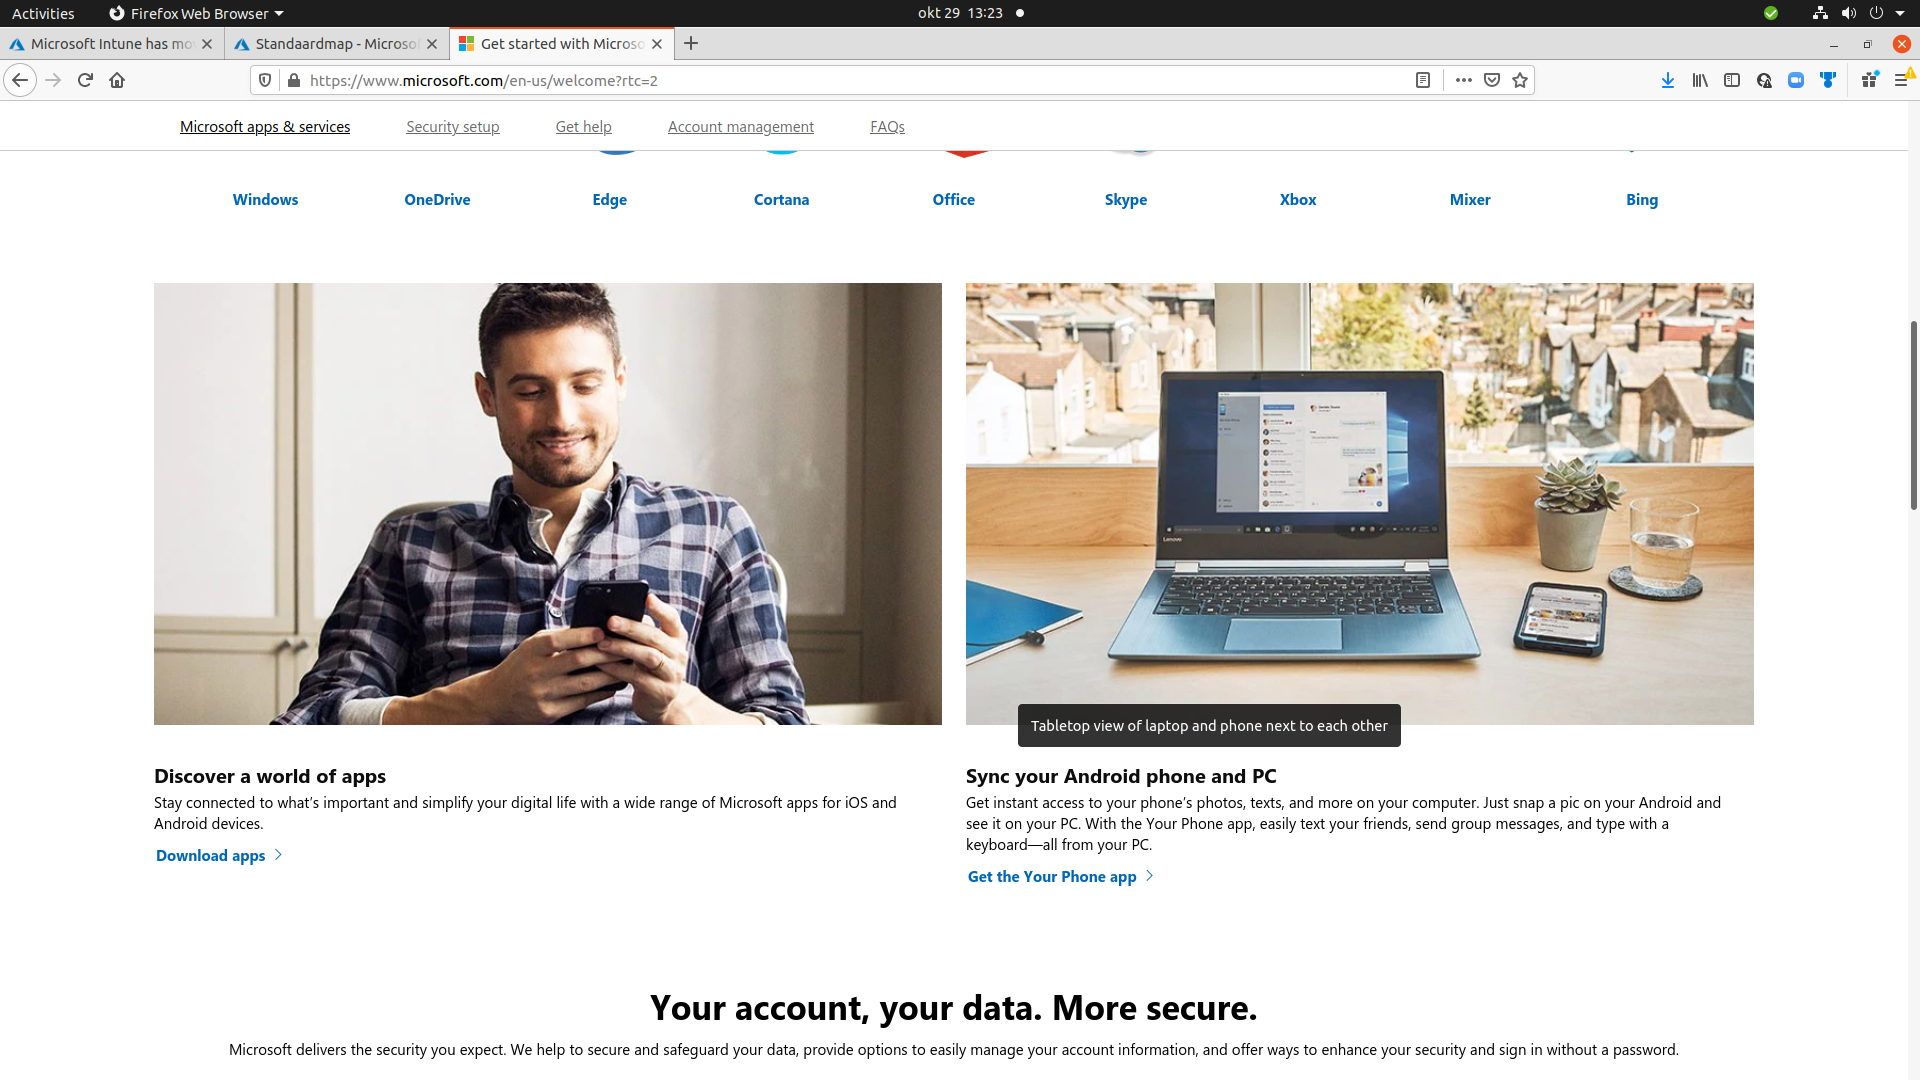 Activities
Firefox Web Browser
okt 29 13:23
Microsoft Intune has mo
Standaardmap - Microso
Get started with Microso
https://www.microsoft.com/en-us/welcome?rtc=2
Microsoft apps & services
Security setup
Get help
Account management
FAQs
Windows
OneDrive
Edge
Cortana
Office
Skype
Xbox
Mixer
Bing
Lenovo
Tabletop view of laptop and phone next to each other
Discover a world of apps
Stay connected to what’s important and simplify your digital life with a wide range of Microsoft apps for iOS and
Android devices.
Download apps
Sync your Android phone and PC
Get instant access to your phone’s photos, texts, and more on your computer. Just snap a pic on your Android and
see it on your PC. With the Your Phone app, easily text your friends, send group messages, and type with a
keyboard—all from your PC.
Get the Your Phone app
Your account, your data. More secure.
Microsoft delivers the security you expect. We help to secure and safeguard your data, provide options to easily manage your account information, and offer ways to enhance your security and sign in without a password.